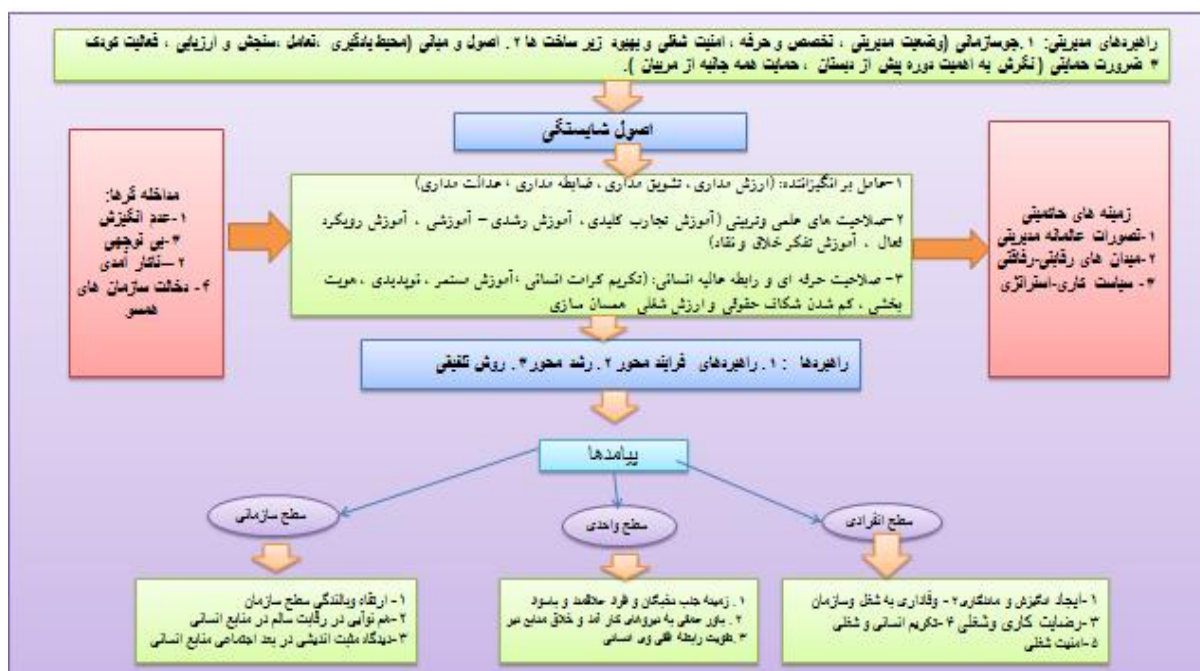 راهبردهای مدیریتی: ۱.جوسازمانی (وضعیت مدیریتی ، تخصص و حرفه ، امنیت شغلی و بهبود زیر ساخت ها ۲. اصول و مبانی (محیط یادگیری ،تعامل ،سنجش و ارزیابی ، فعالیت کودک
۳ ضرورت حمایتی ( نگرش به اهمیت دوره پیش از دبستان ، حمایت همه جانبه از مربیان ).
اصول شایستگی
مداخله گرها:
۱-عدم انگیزش
۳-بی توجهی
۲–ناکار آمدی
۴- دخالت سازمان های
همسو
۱-عامل بر انگیزاننده: (ارزش مداری ، تشویق مداری ، ضابطه مداری ، عدالت مداری)
۲-صلاحیت های علمی وتربیتی (آموزش تجارب کلیدی ، آموزش رشدی – آموزشی ، آموزش رویکرد
فعال ، آموزش تفکر خلاق و نقاد)
۳- صلاحیت حرفه ای و رابطه عالیه انسانی: (تکریم کرامت انسانی ،آموزش مستمر ، نوپدیدی ، هویت
بخشی ، کم شدن شکاف حقوقی و ارزش شغلی همسان سازی
زمینه های حاکمیتی
۱-تصورات عالمانه مدیریتی
۲-میدان های رقابتی-رفاقتی
۳- سیاست کاری-استراتژی
راهبردها : ۱. راهبردهای فرایند محور ۲. رشد محور ۳. روش تلفیقی
پیامدها
سطح انفرادی
سطح واحدی
سطح سازمانی
۱-ایجاد انگیزش و ماندگاری ۲- وفاداری به شغل وسازمان
۳-رضایت کاری وشغلی ۴-تکریم انسانی و شغلی
۵-امنیت شغلی
۱. زمینه جذب نخبگان و افراد علاقمند و باسواد
۲. باور عملی به نیروهای کار آمد و خلاق منابع نیر
۳.تقویت رابطه انسانی
۱- ارتقاء وبالندگی سطح سازمان
۲-هم نوایی در رقابت سالم در منابع انسانی
۳-دیدگاه مثبت اندیشی در بعد اجتماعی منابع انسانی